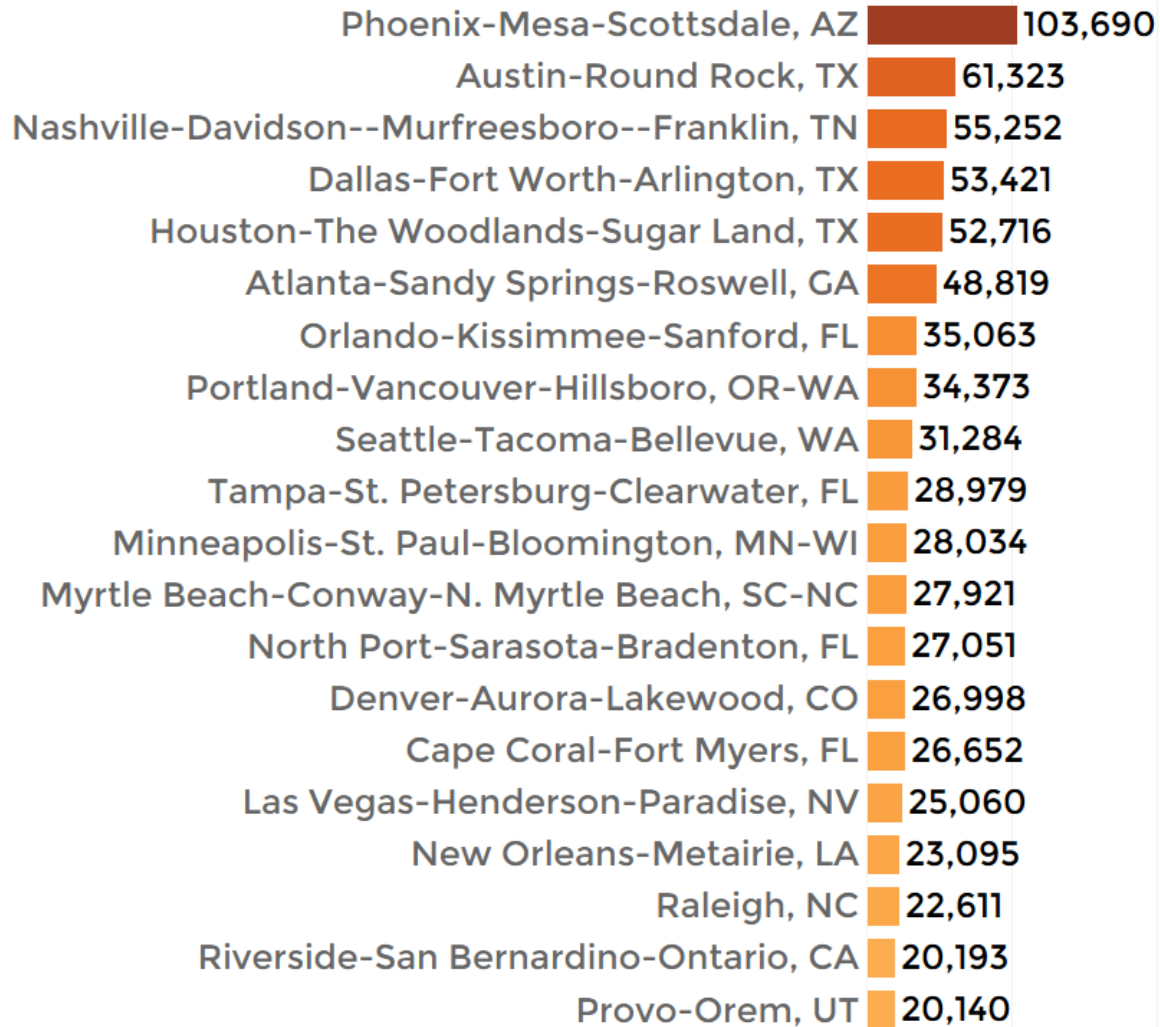 Phoenix-Mesa-Scottsdale, AZ 103,690
Austin-Round Rock, TX 61,323
Nashville-Davidson--Murfreesboro--Franklin, TN 55,252
Dallas-Fort Worth-Arlington, TX 53,421
Houston-The Woodlands-Sugar Land, TX 52,716
Atlanta-Sandy Springs-Roswell, GA 48,819
Orlando-Kissimmee-Sanford, FL 35,063
Portland-Vancouver-Hillsboro, OR-WA 34,373
Seattle-Tacoma-Bellevue, WA 31,284
Tampa-St. Petersburg-Clearwater, FL 28,979
Minneapolis-St. Paul-Bloomington, MN-WI 28,034
Myrtle Beach-Conway-N. Myrtle Beach, SC-NC 27,921
North Port-Sarasota-Bradenton, FL 27,051
Denver-Aurora-Lakewood, CO 26,998
Cape Coral-Fort Myers, FL 26,652
Las Vegas-Henderson-Paradise, NV 25,060
New Orleans-Metairie, LA 23,095
Raleigh, NC 22,611
Riverside-San Bernardino-Ontario, CA 20,193
Provo-Orem, UT 20,140